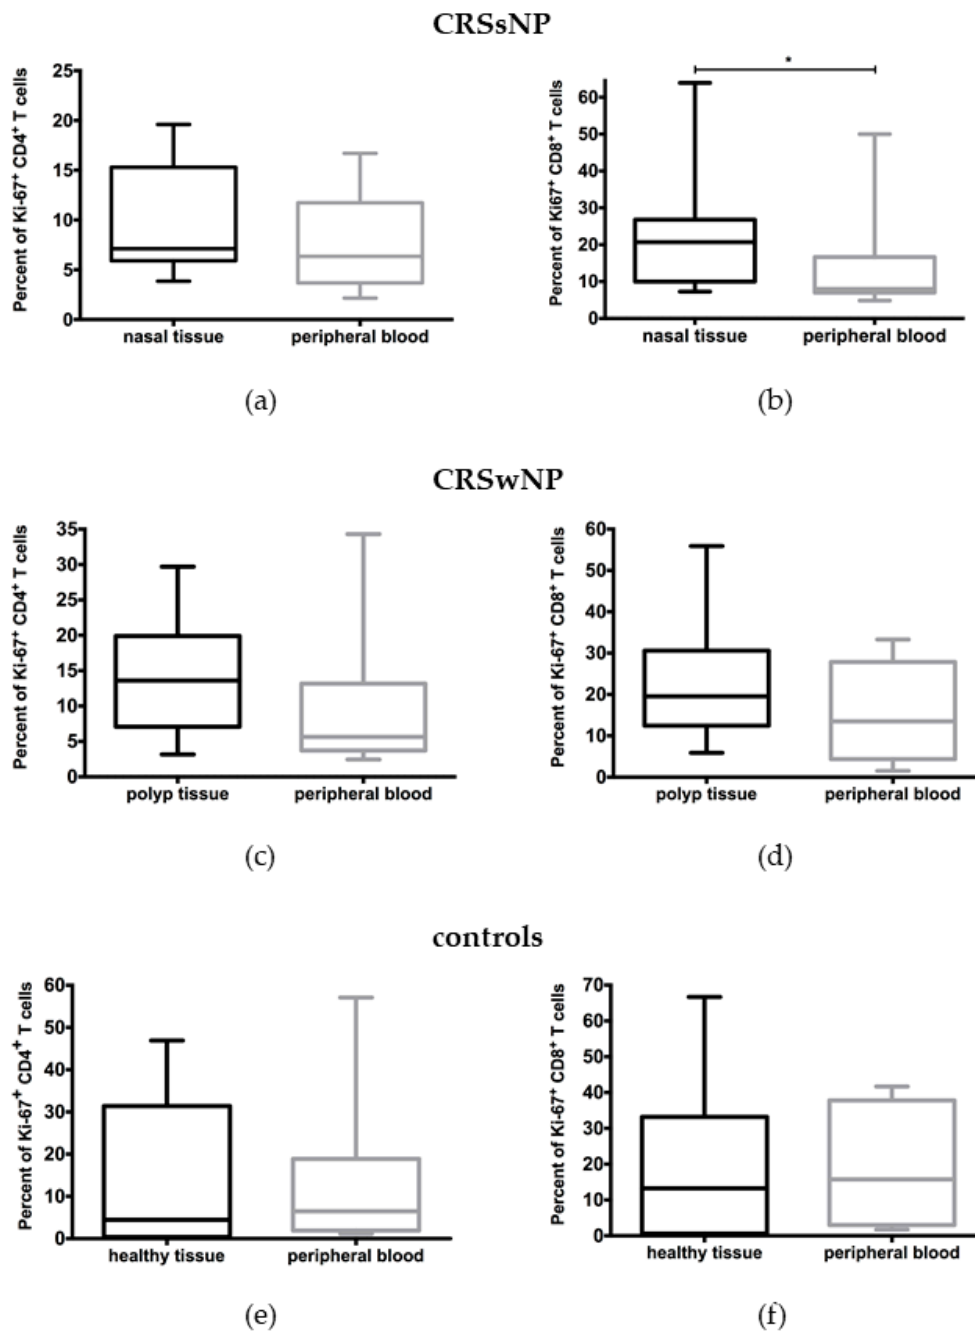 CRSsNP
Percent of Ki-67⁺ CD4⁺ T cells
25
20
15
10
5
0
nasal tissue peripheral blood
(a)
Percent of Ki67⁺ CD8⁺ T cells
*
60
50
40
30
20
10
0
nasal tissue peripheral blood
(b)
CRSwNP
Percent of Ki-67⁺ CD4⁺ T cells
35
30
25
20
15
10
5
0
polyp tissue peripheral blood
(c)
Percent of Ki-67⁺ CD8⁺ T cells
60
50
40
30
20
10
0
polyp tissue peripheral blood
(d)
controls
Percent of Ki-67⁺ CD4⁺ T cells
60
50
40
30
20
10
0
healthy tissue peripheral blood
(e)
Percent of Ki-67⁺ CD8⁺ T cells
70
60
50
40
30
20
10
0
healthy tissue peripheral blood
(f)